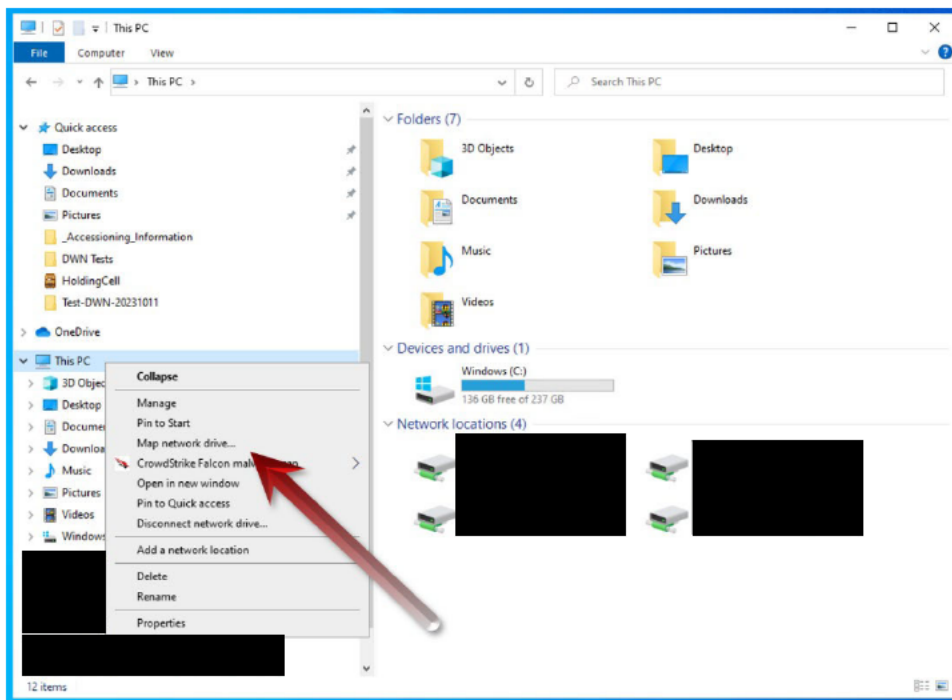 This PC
File Computer View
This PC
Search This PC
Quick access
Desktop
Downloads
Documents
Pictures
_Accessioning_Information
DWN Tests
HoldingCell
Test-DWN-20231011
OneDrive
This PC
3D Objec
Desktop
Docume
Downloa
Music
Pictures
Videos
Windows
Collapse
Manage
Pin to Start
Map network drive...
CrowdStrike Falcon
Open in new window
Pin to Quick access
Disconnect network drive...
Add a network location
Delete
Rename
Properties
Folders (7)
3D Objects
Desktop
Documents
Downloads
Music
Pictures
Videos
Devices and drives (1)
Windows (C:)
136 GB free of 237 GB
Network locations (4)
12 items